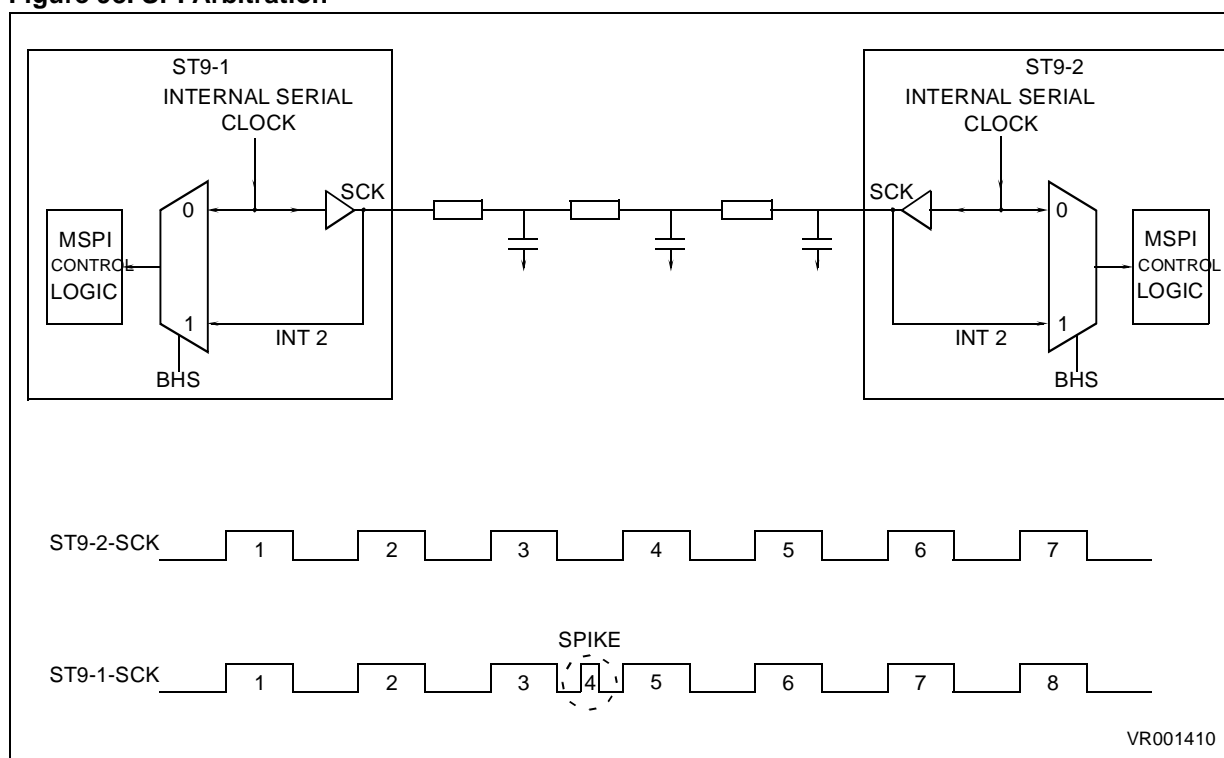 Figure SPI Arbitration
ST9-1
INTERNAL SERIAL
CLOCK
SCK
0
MSPI
CONTROL
LOGIC
1
INT 2
BHS
ST9-2
INTERNAL SERIAL
CLOCK
SCK
0
MSPI
CONTROL
LOGIC
1
INT 2
BHS
ST9-2-SCK 1 2 3 4 5 6 7
SPIKE
ST9-1-SCK 1 2 3 4 5 6 7 8
VR001410